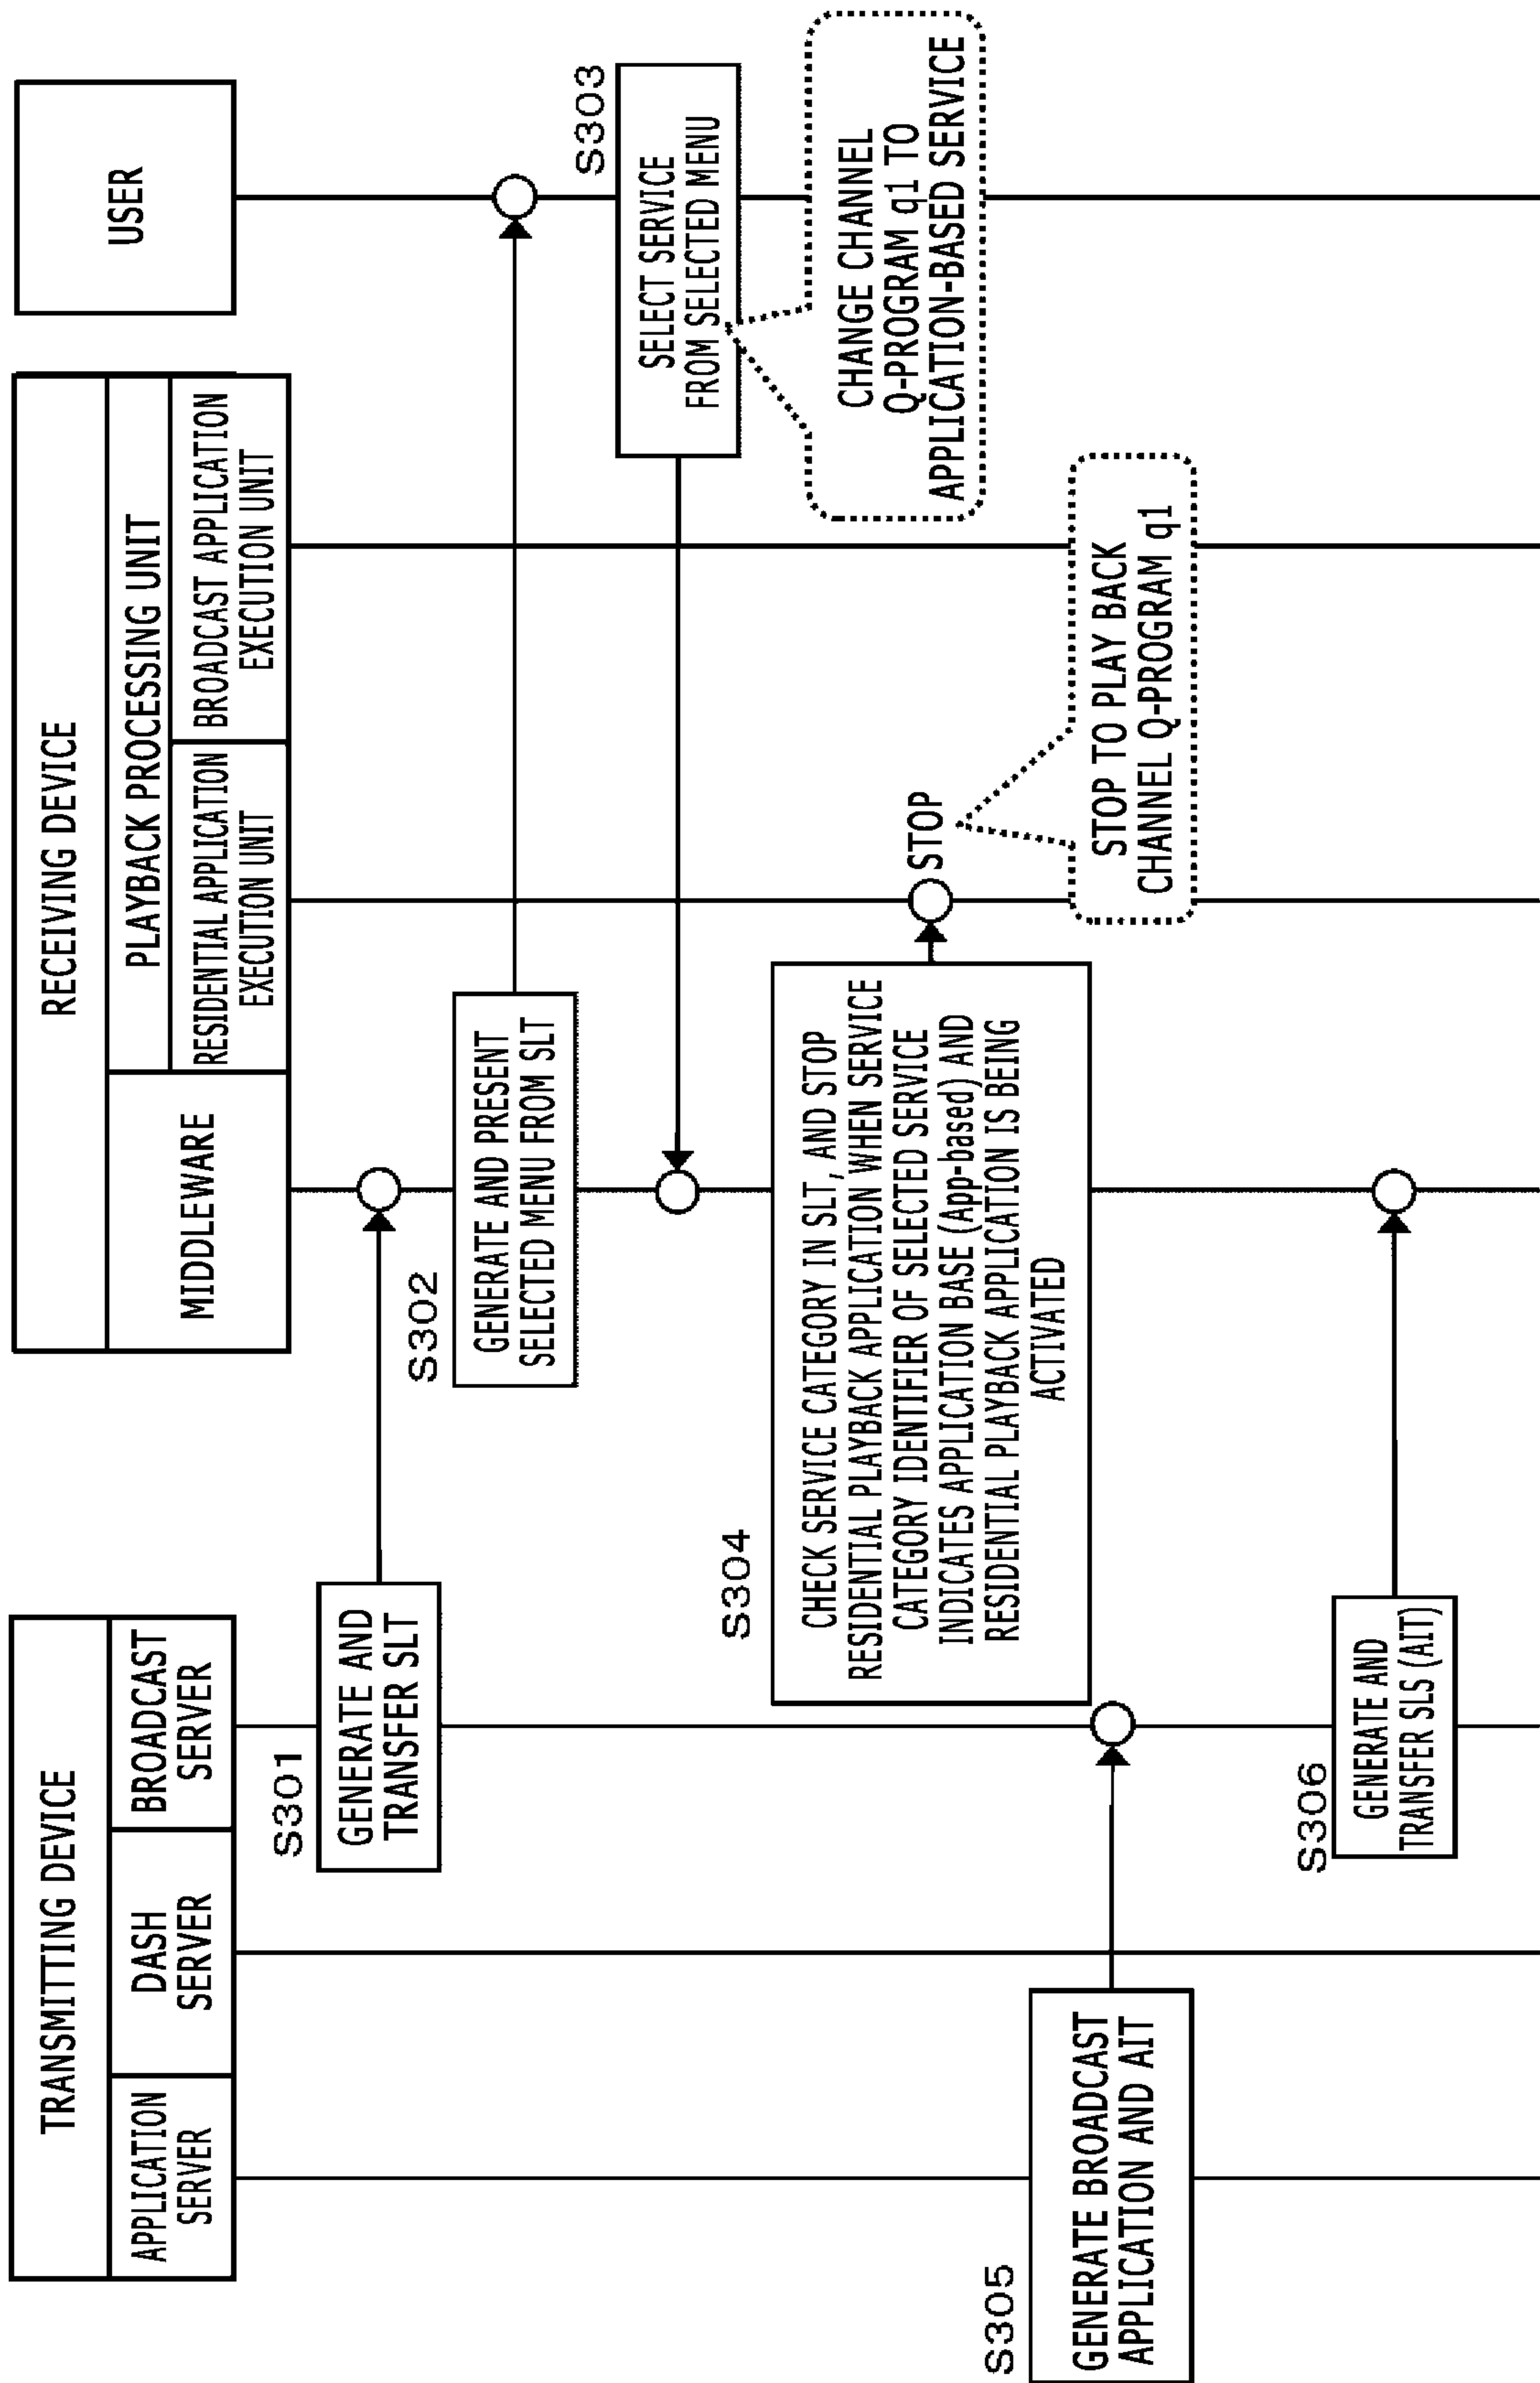 TRANSMITTING DEVICE
APPLICATION
SERVER
DASH
SERVER
BROADCAST
SERVER
RECEIVING DEVICE
MIDDLEWARE
PLAYBACK PROCESSING UNIT
RESIDENTIAL APPLICATION
EXECUTION UNIT
BROADCAST APPLICATION
EXECUTION UNIT
USER
S301
GENERATE AND
TRANSFER SLT
S302
GENERATE AND PRESENT
SELECTED MENU FROM SLT
S303
SELECT SERVICE
FROM SELECTED MENU
CHANGE CHANNEL
Q-PROGRAM q1 TO
APPLICATION-BASED SERVICE
S304
CHECK SERVICE CATEGORY IN SLT, AND STOP
RESIDENTIAL PLAYBACK APPLICATION WHEN SERVICE
CATEGORY IDENTIFIER OF SELECTED SERVICE
INDICATES APPLICATION BASE (App-based) AND
RESIDENTIAL PLAYBACK APPLICATION IS BEING
ACTIVATED
STOP
STOP TO PLAY BACK
CHANNEL Q-PROGRAM q1
S305
GENERATE BROADCAST
APPLICATION AND AIT
S306
GENERATE AND
TRANSFER SLS (AIT)